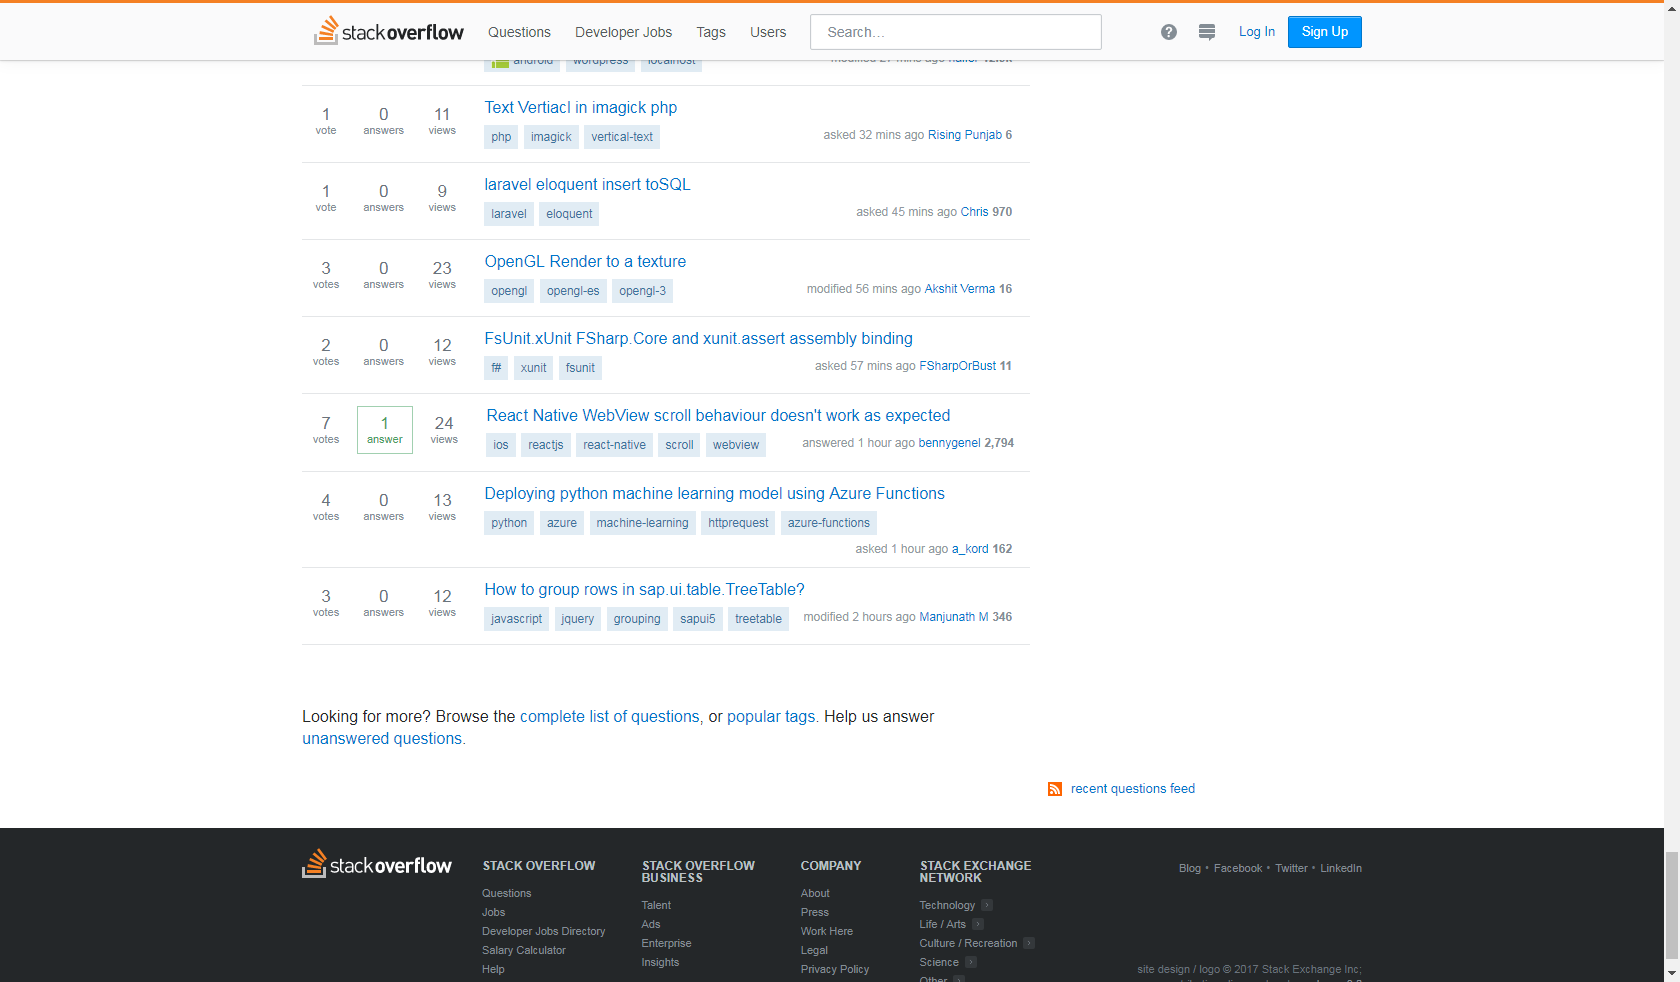 stackoverflow Questions Developer Jobs Tags Users Search... Log In Sign Up
android wordpress localhost
1 0 11 Text Vertiacl in imagick php
vote answers views
php imagick vertical-text asked 32 mins ago Rising Punjab 6
1 0 9 laravel eloquent insert toSQL
vote answers views
laravel eloquent asked 45 mins ago Chris 970
3 0 23 OpenGL Render to a texture
votes answers views
opengl opengl-es opengl-3 modified 56 mins ago Akshit Verma 16
2 0 12 FsUnit.xUnit FSharp.Core and xunit.assert assembly binding
votes answers views
f# xunit fsunit asked 57 mins ago FSharpOrBust 11
7 1 24 React Native WebView scroll behaviour doesn't work as expected
votes answer views
ios reactjs react-native scroll webview answered 1 hour ago bennygenel 2,794
4 0 13 Deploying python machine learning model using Azure Functions
votes answers views
python azure machine-learning httprequest azure-functions
asked 1 hour ago a_kord 162
3 0 12 How to group rows in sap.ui.table.TreeTable?
votes answers views
javascript jquery grouping sapui5 treetable modified 2 hours ago Manjunath M 346
Looking for more? Browse the complete list of questions, or popular tags. Help us answer
unanswered questions.
recent questions feed
stackoverflow
STACK OVERFLOW
Questions
Jobs
Developer Jobs Directory
Salary Calculator
Help
STACK OVERFLOW
BUSINESS
Talent
Ads
Enterprise
Insights
COMPANY
About
Press
Work Here
Legal
Privacy Policy
STACK EXCHANGE
NETWORK
Technology
Life / Arts
Culture / Recreation
Science
Other
Blog • Facebook • Twitter • LinkedIn
site design / logo © 2017 Stack Exchange Inc;